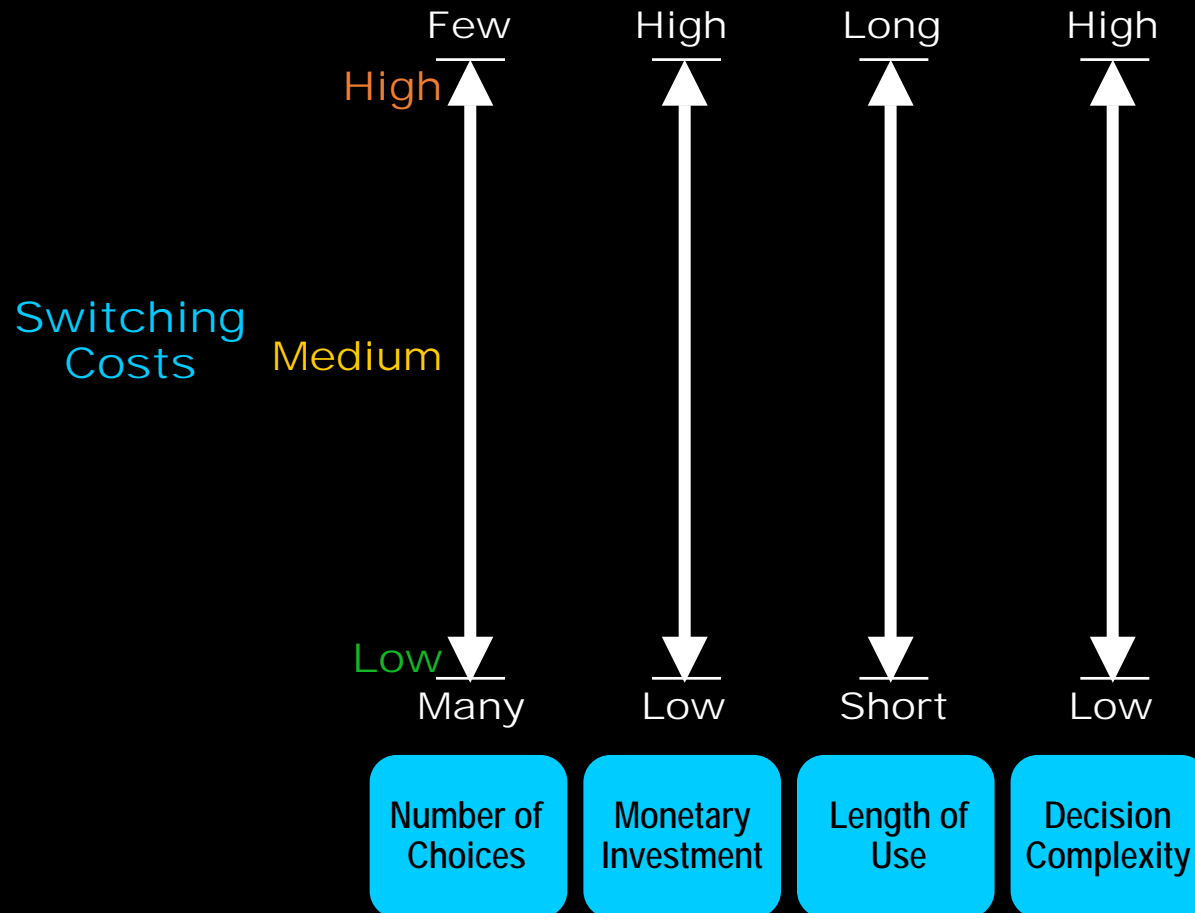 Few High Long High
High
Switching
Costs
Medium
Low
Many Low Short Low
Number of
Choices
Monetary
Investment
Length of
Use
Decision
Complexity